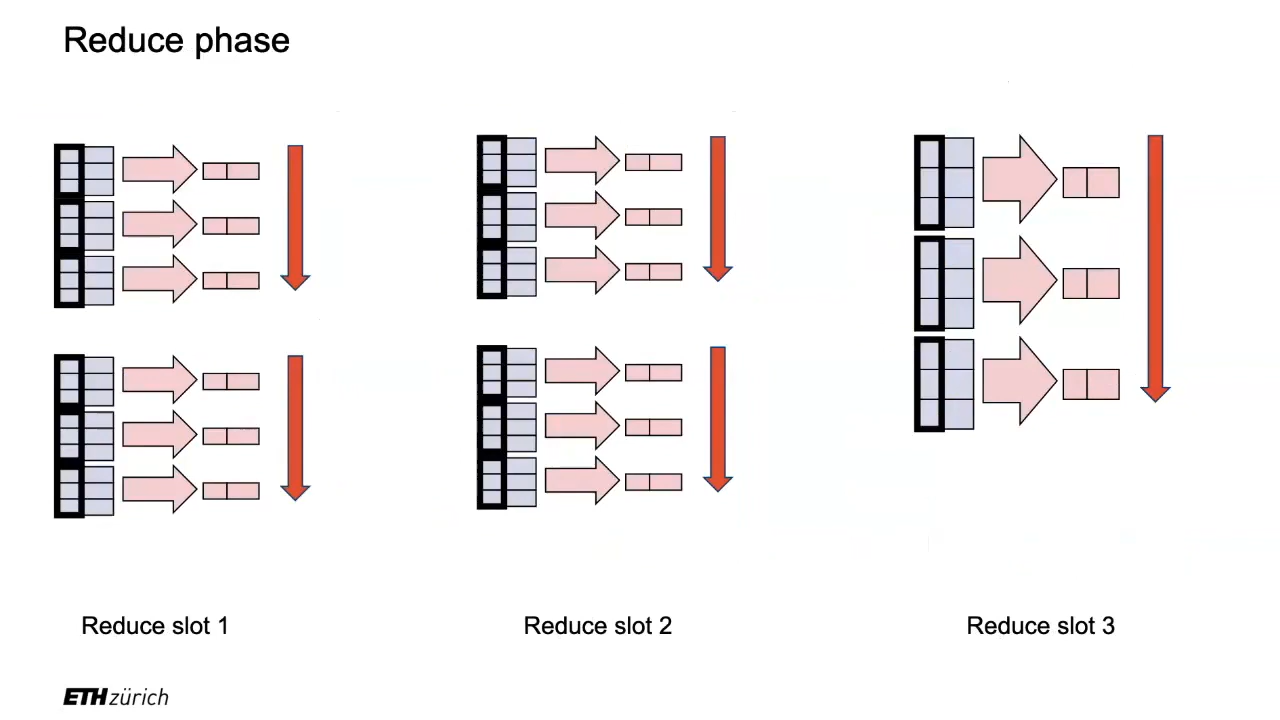 Reduce phase
Reduce slot 1
Reduce slot 2
Reduce slot 3
ETH zürich